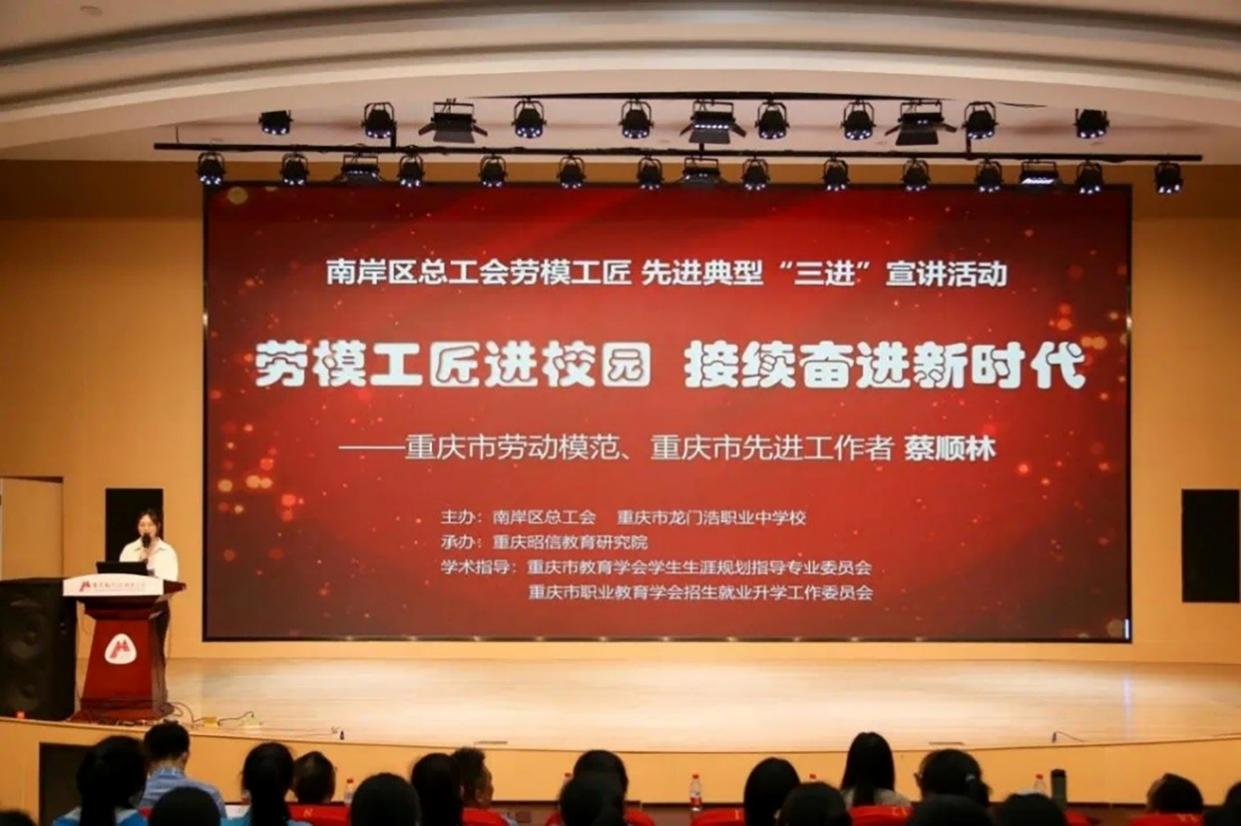 南岸区总工会劳模工匠 先进典型“三进”宣讲活动
劳模工匠进校园 接续奋进新时代
——重庆市劳动模范、重庆市先进工作者 蔡顺林
主办：南岸区总工会 重庆市龙门浩职业中学校
承办：重庆昭信教育研究院
学术指导：重庆市教育学会学生生涯规划指导专业委员会
重庆市职业教育学会招生就业升学工作委员会